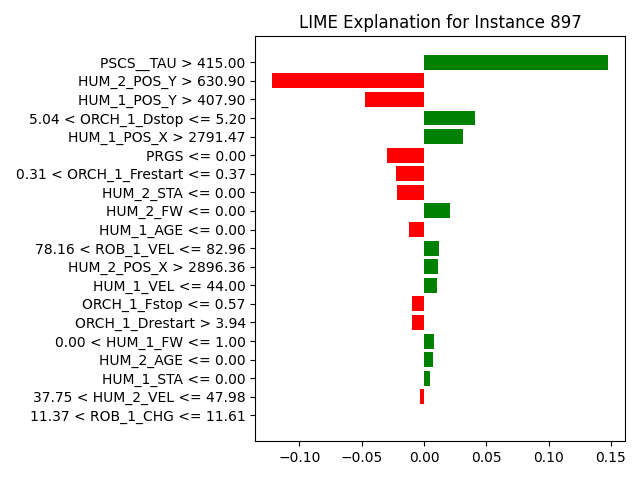 LIME Explanation for Instance 897
PSCS__TAU > 415.00
HUM_2_POS_Y > 630.90
HUM_1_POS_Y > 407.90
5.04 < ORCH_1_Dstop <= 5.20
HUM_1_POS_X > 2791.47
PRGS <= 0.00
0.31 < ORCH_1_Frestart <= 0.37
HUM_2_STA <= 0.00
HUM_2_FW <= 0.00
HUM_1_AGE <= 0.00
78.16 < ROB_1_VEL <= 82.96
HUM_2_POS_X > 2896.36
HUM_1_VEL <= 44.00
ORCH_1_Fstop <= 0.57
ORCH_1_Drestart > 3.94
0.00 < HUM_1_FW <= 1.00
HUM_2_AGE <= 0.00
HUM_1_STA <= 0.00
37.75 < HUM_2_VEL <= 47.98
11.37 < ROB_1_CHG <= 11.61
−0.10 −0.05 0.00 0.05 0.10 0.15